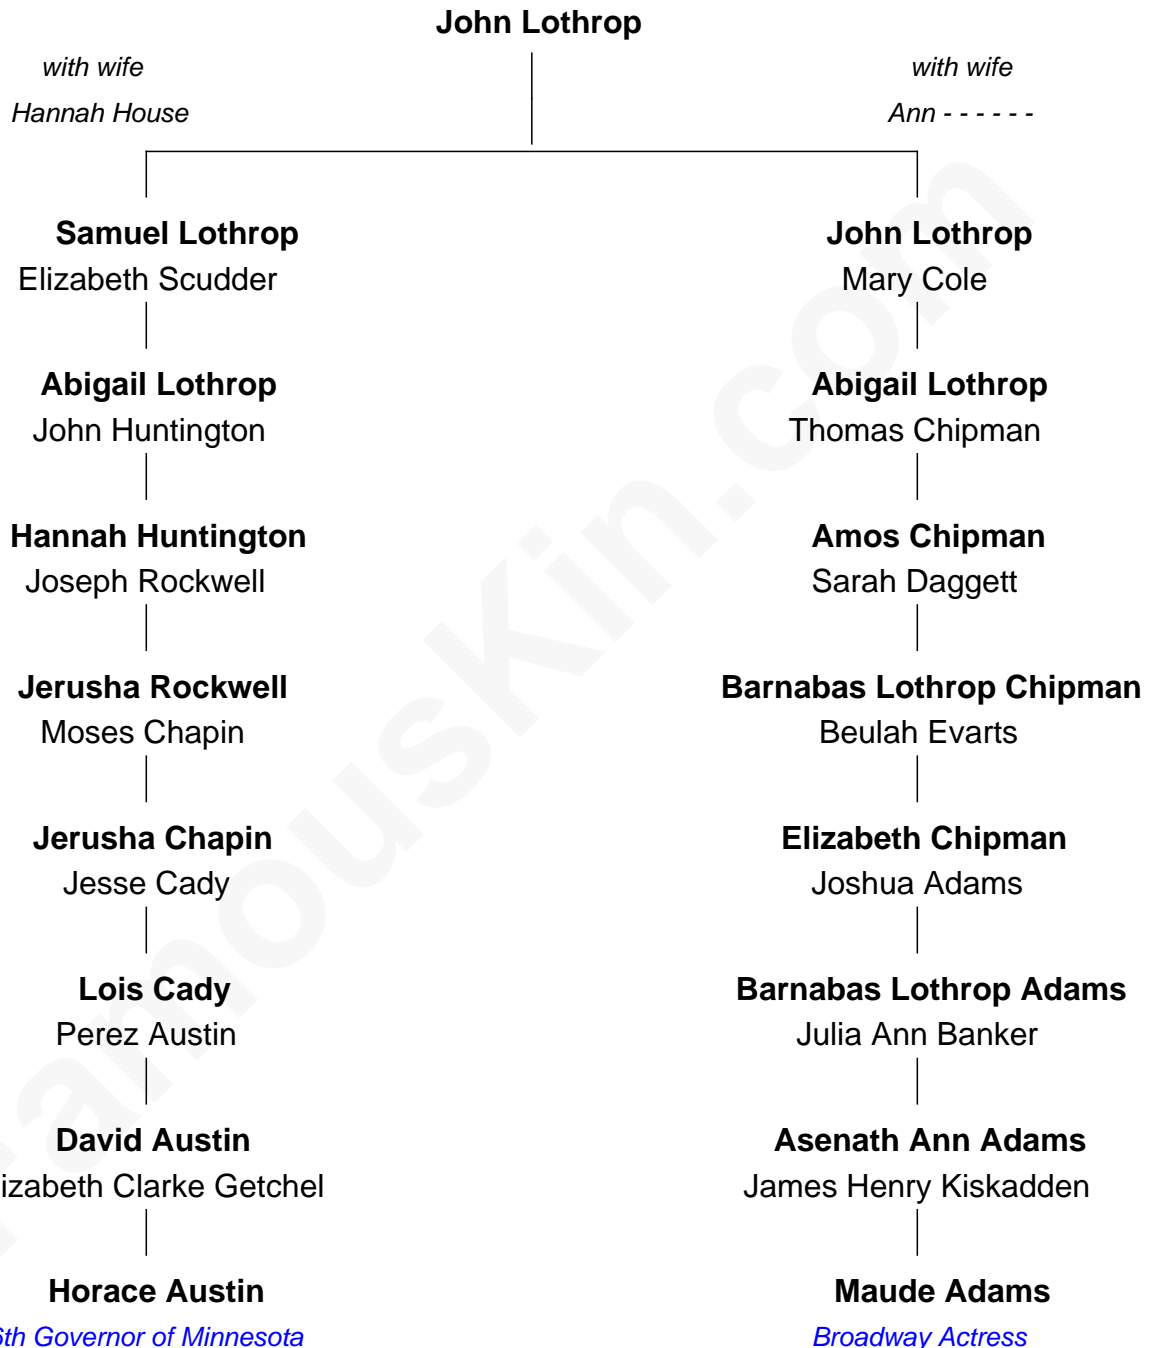 John Lothrop
with wife
Hannah House
with wife
Ann - - - - - -
Samuel Lothrop
Elizabeth Scudder
John Lothrop
Mary Cole
Abigail Lothrop
John Huntington
Abigail Lothrop
Thomas Chipman
Hannah Huntington
Joseph Rockwell
Amos Chipman
Sarah Daggett
Jerusha Rockwell
Moses Chapin
Barnabas Lothrop Chipman
Beulah Evarts
Jerusha Chapin
Jesse Cady
Elizabeth Chipman
Joshua Adams
Lois Cady
Perez Austin
Barnabas Lothrop Adams
Julia Ann Banker
David Austin
izabeth Clarke Getchel
Asenath Ann Adams
James Henry Kiskadden
Horace Austin
6th Governor of Minnesota
Maude Adams
Broadway Actress
FamousKin.com